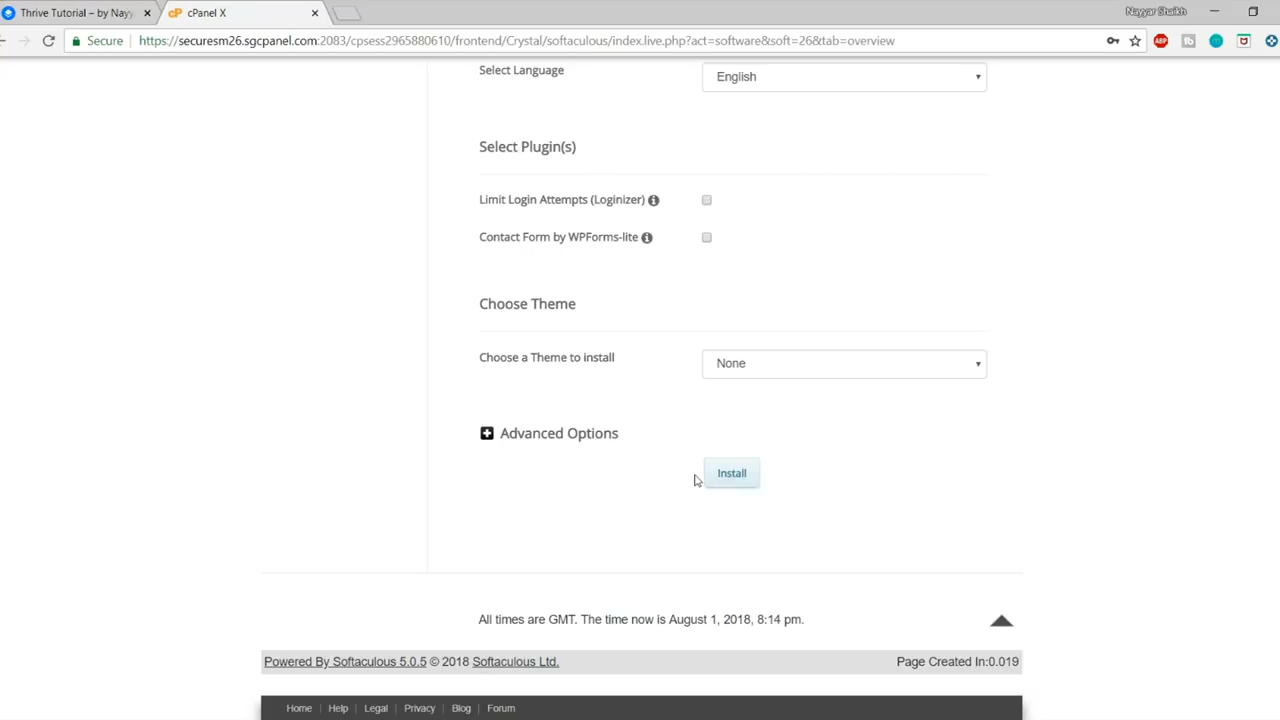 Thrive Tutorial – by Nayy
cP cPanel X
Nayyar Shaikh
Secure https://securesm26.sgcpanel.com:2083/cpsess2965880610/frontend/Crystal/softaculous/index.live.php?act=software&soft=26&tab=overview
ABP
Select Language English
Select Plugin(s)
Limit Login Attempts (Loginizer)
Contact Form by WPForms-lite
Choose Theme
Choose a Theme to install None
Advanced Options
Install
All times are GMT. The time now is August 1, 2018, 8:14 pm.
Powered By Softaculous 5.0.5 © 2018 Softaculous Ltd. Page Created In:0.019
Home | Help | Legal | Privacy | Blog | Forum